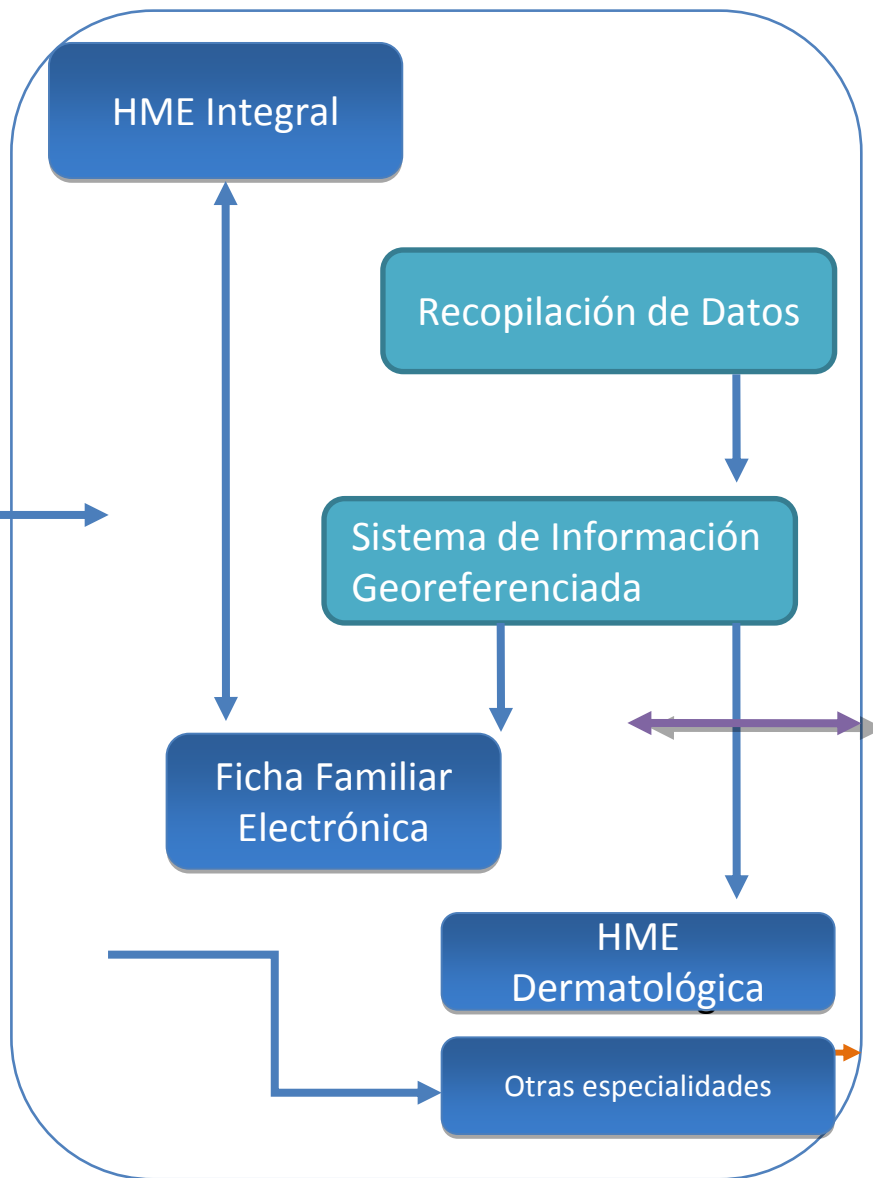 HME Integral
Recopilación de Datos
Sistema de Información
Georeferenciada
Ficha Familiar
Electrónica
HME
Dermatológica
Otras especialidades